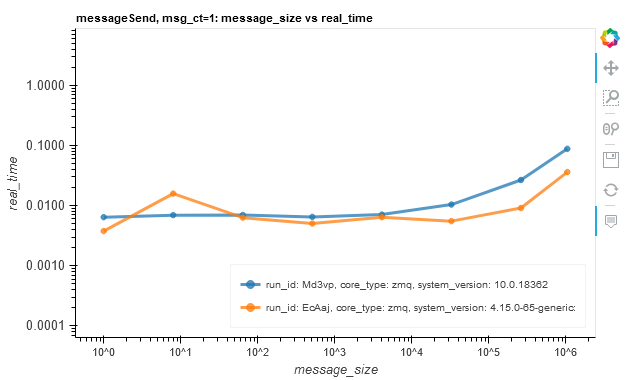 messageSend, msg_ct=1: message_size vs real_time
1.0000
0.1000
0.0100
0.0010
0.0001
real_time
run_id: Md3vp, core_type: zmq, system_version: 10.0.18362
run_id: EcAaj, core_type: zmq, system_version: 4.15.0-65-generic:
10^0 10^1 10^2 10^3 10^4 10^5 10^6
message_size